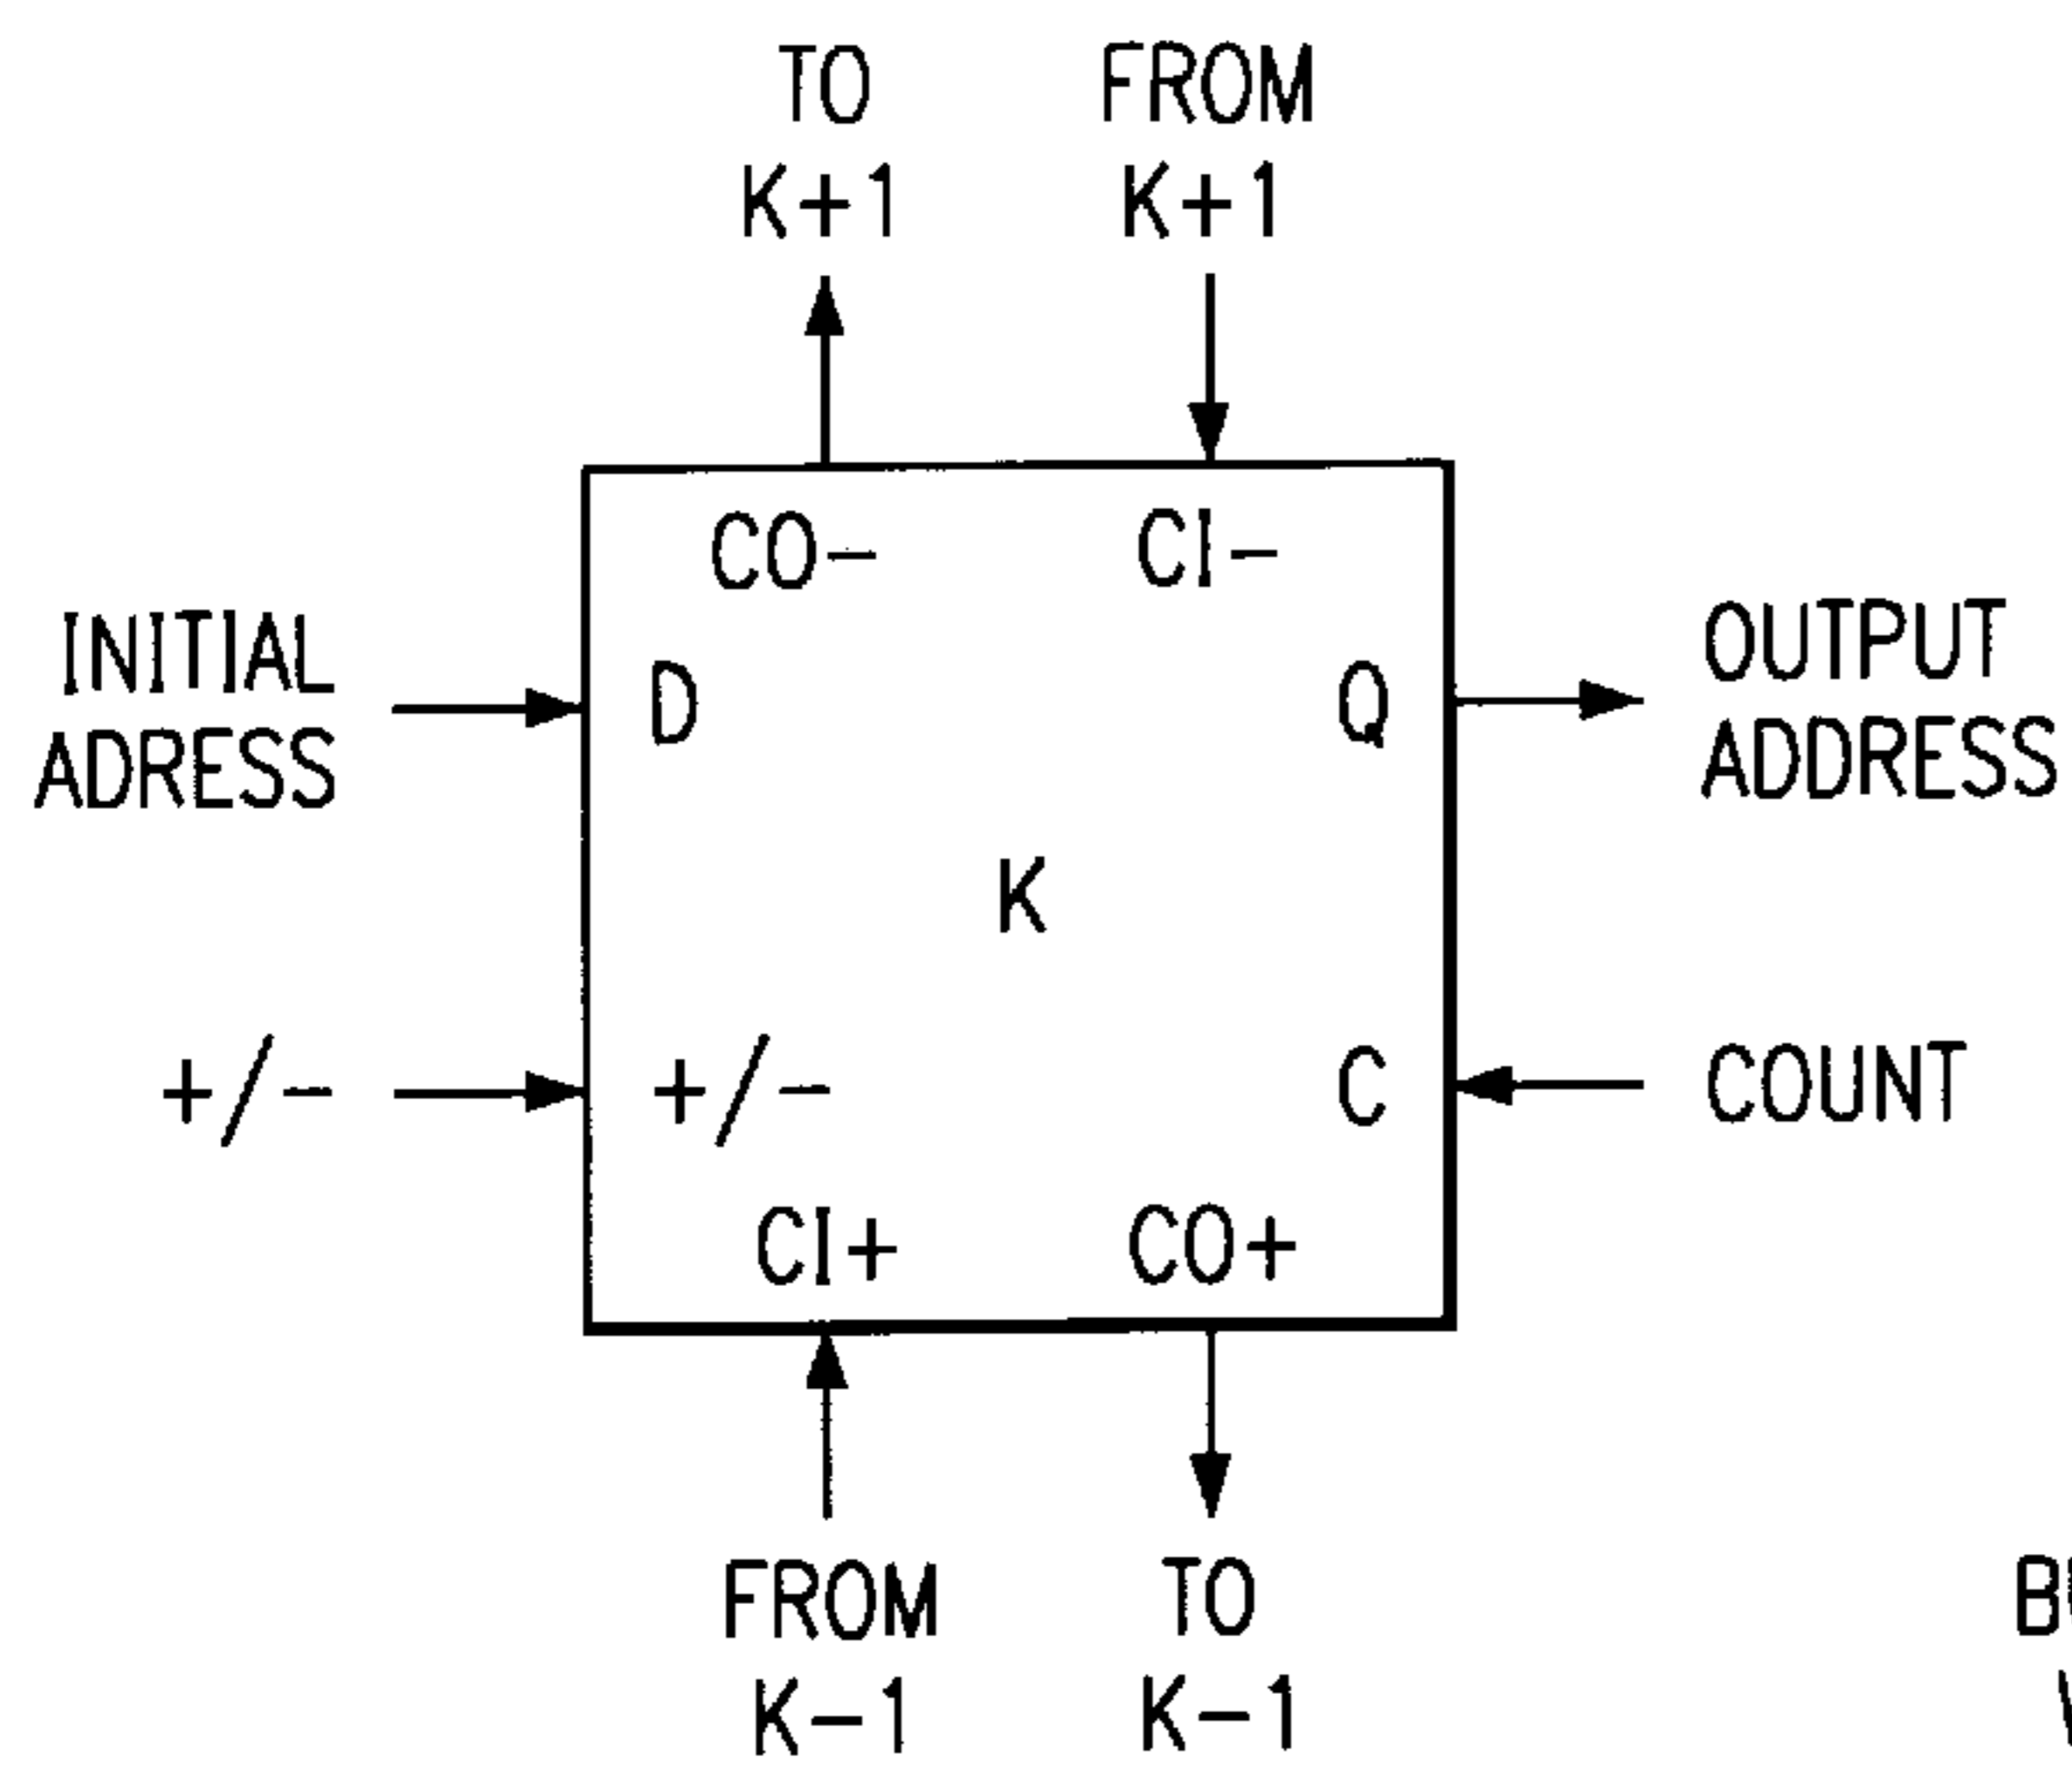 TO
K+1
FROM
K+1
CO-
CI-
INITIAL
ADRESS
D
Q
OUTPUT
ADDRESS
K
+/-
+/-
C
COUNT
CI+
CO+
FROM
K-1
TO
K-1